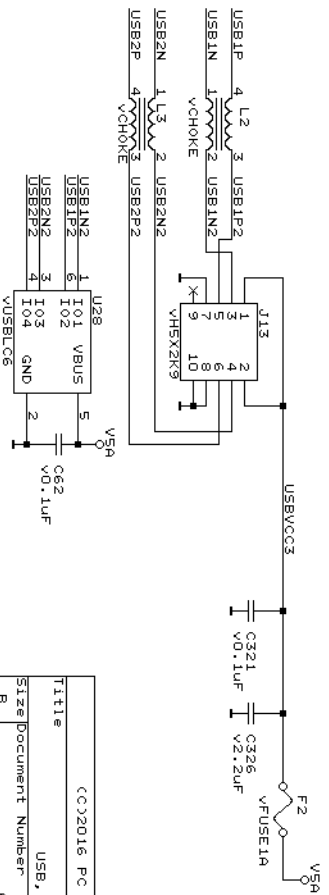 V5A
F2
vFUSE1A
USBVCC3
C321
v0.1uF
C326
v2.2uF
J13
1 2
3 4
5 6
7 8
9 10
vH5X2K9
USB1P 4 L2 3 USB1P2
USB1N 1 2 USB1N2
vCHOKE
USB2N 1 L3 2 USB2N2
USB2P 4 3 USB2P2
vCHOKE
V5A
C62
v0.1uF
U28
USB1N2 1 IO1 VBUS 5
USB1P2 6 IO2
USB2N2 3 IO3
USB2P2 4 IO4 GND 2
vUSBLC6
(C)2016 PC
Title
USB,
Size Document Number
B